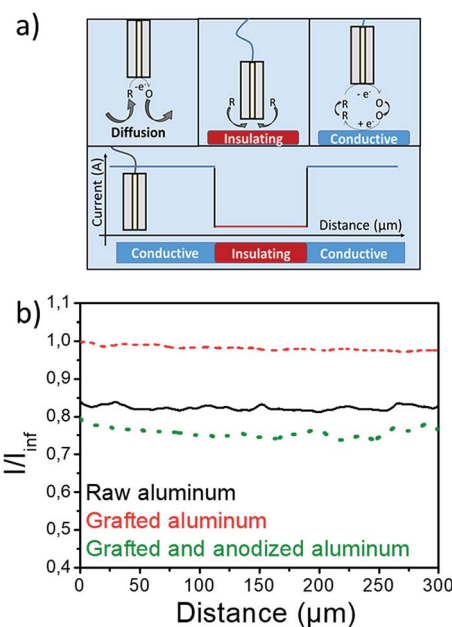 a)
-e-
R O
Diffusion
R R
Insulating
- e-
R O
R O
+ e-
Conductive
Current (A)
Distance (µm)
Conductive Insulating Conductive
b)
1,1
1,0
0,9
0,8
0,7
0,6
0,5
0,4
I/Iinf
Raw aluminum
Grafted aluminum
Grafted and anodized aluminum
0 50 100 150 200 250 300
Distance (µm)